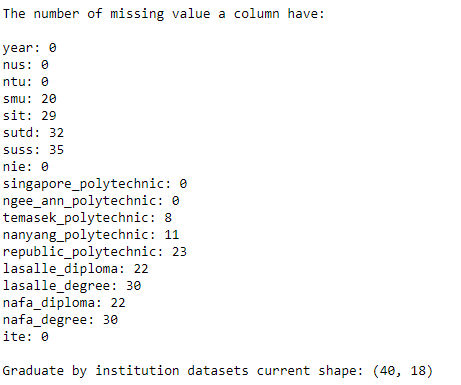 The number of missing value a column have:
year: 0
nus: 0
ntu: 0
smu: 20
sit: 29
sutd: 32
suss: 35
nie: 0
singapore_polytechnic: 0
ngee_ann_polytechnic: 0
temasek_polytechnic: 8
nanyang_polytechnic: 11
republic_polytechnic: 23
lasalle_diploma: 22
lasalle_degree: 30
nafa_diploma: 22
nafa_degree: 30
ite: 0
Graduate by institution datasets current shape: (40, 18)